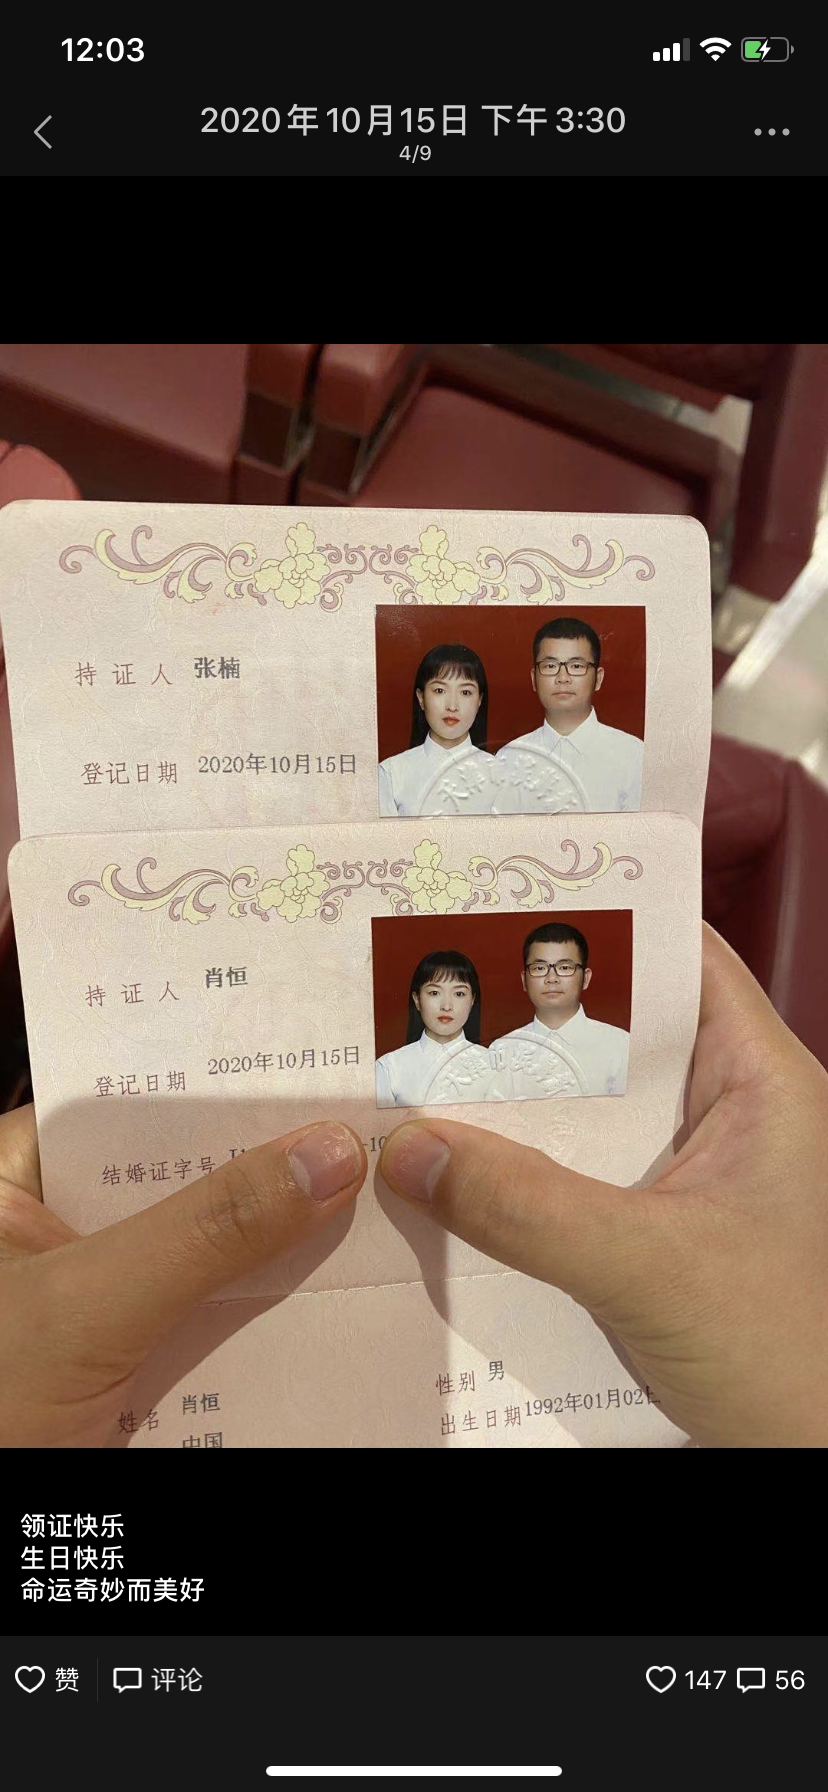 12:03
2020年10月15日 下午3:30
4/9
持证人 张楠
登记日期 2020年10月15日
持证人 肖恒
登记日期 2020年10月15日
结婚证字号
性别 男
姓名 肖恒
出生日期 1992年01月02
中国
领证快乐
生日快乐
命运奇妙而美好
赞 评论 147 56